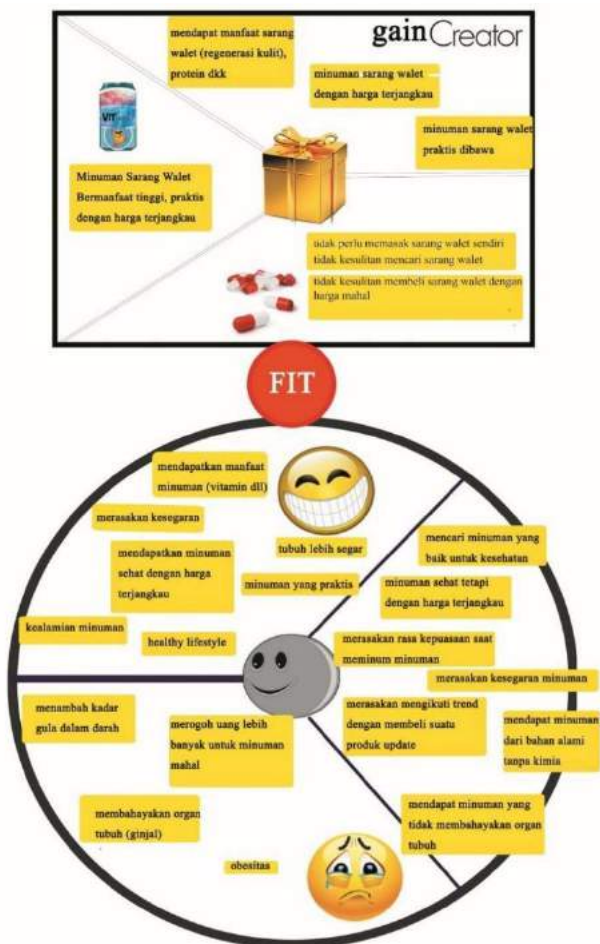 gainCreator
mendapat manfaat sarang
walet (regenerasi kulit),
protein dkk
minuman sarang walet
dengan harga terjangkau
minuman sarang walet
praktis dibawa
VIT
Minuman Sarang Walet
Bermanfaat tinggi, praktis
dengan harga terjangkau
tidak perlu memasak sarang walet sendiri
tidak kesulitan mencari sarang walet
tidak kesulitan membeli sarang walet dengan
harga mahal
FIT
mendapatkan manfaat
minuman (vitamin dll)
merasakan kesegaran
tubuh lebih segar
mendapatkan minuman
sehat dengan harga
terjangkau
minuman yang praktis
kealamian minuman
healthy lifestyle
mencari minuman yang
baik untuk kesehatan
minuman sehat tetapi
dengan harga terjangkau
merasakan rasa kepuasaan saat
meminum minuman
merasakan kesegaran minuman
merasakan mengikuti trend
dengan membeli suatu
produk update
mendapat minuman
dari bahan alami
tanpa kimia
mendapat minuman yang
tidak membahayakan organ
tubuh
menambah kadar
gula dalam darah
merogoh uang lebih
banyak untuk minuman
mahal
membahayakan organ
tubuh (ginjal)
obesitas